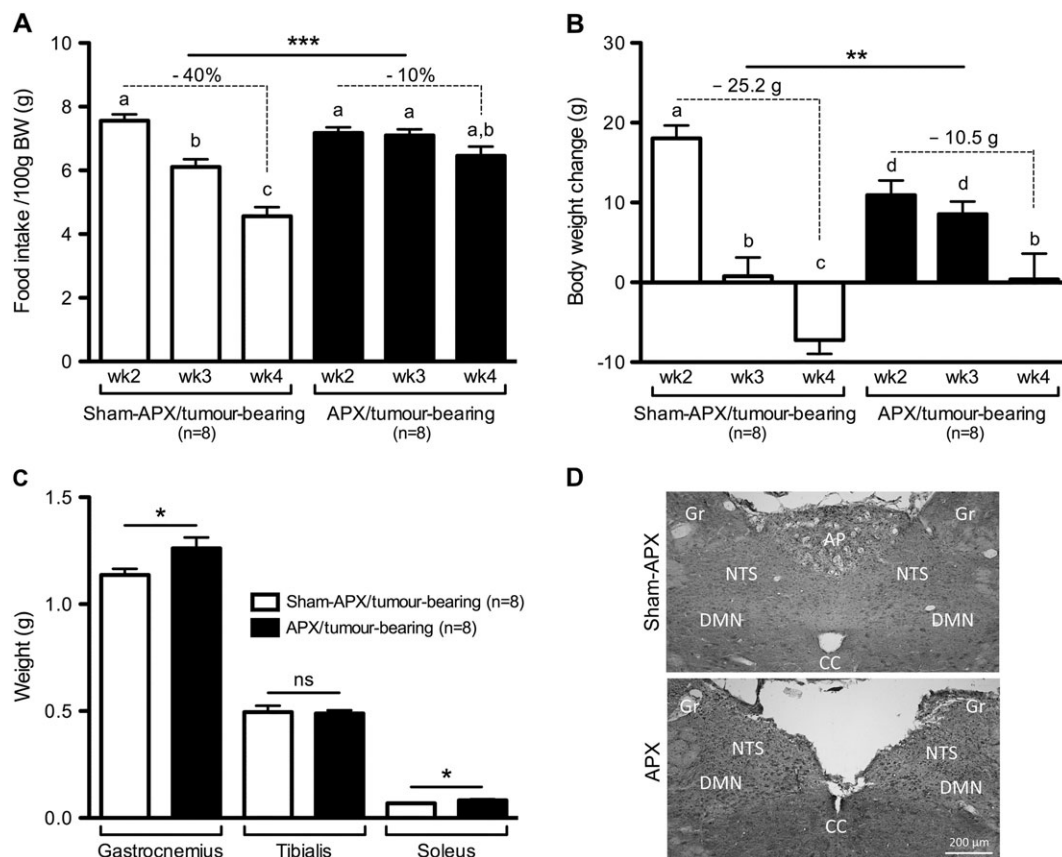 A
Food intake /100g BW (g)
10
8
6
4
2
0
***
- 40%
- 10%
a
b
c
a
a
a,b
wk2 wk3 wk4 wk2 wk3 wk4
Sham-APX/tumour-bearing
(n=8)
APX/tumour-bearing
(n=8)
B
Body weight change (g)
30
20
10
0
-10
**
– 25.2 g
– 10.5 g
a
b
c
d
d
b
wk2 wk3 wk4 wk2 wk3 wk4
Sham-APX/tumour-bearing
(n=8)
APX/tumour-bearing
(n=8)
C
Weight (g)
1.5
1.0
0.5
0.0
*
ns
*
Sham-APX/tumour-bearing (n=8)
APX/tumour-bearing (n=8)
Gastrocnemius Tibialis Soleus
D
Sham-APX
Gr Gr
AP
NTS NTS
DMN DMN
CC
APX
Gr Gr
NTS NTS
DMN DMN
CC
200 µm